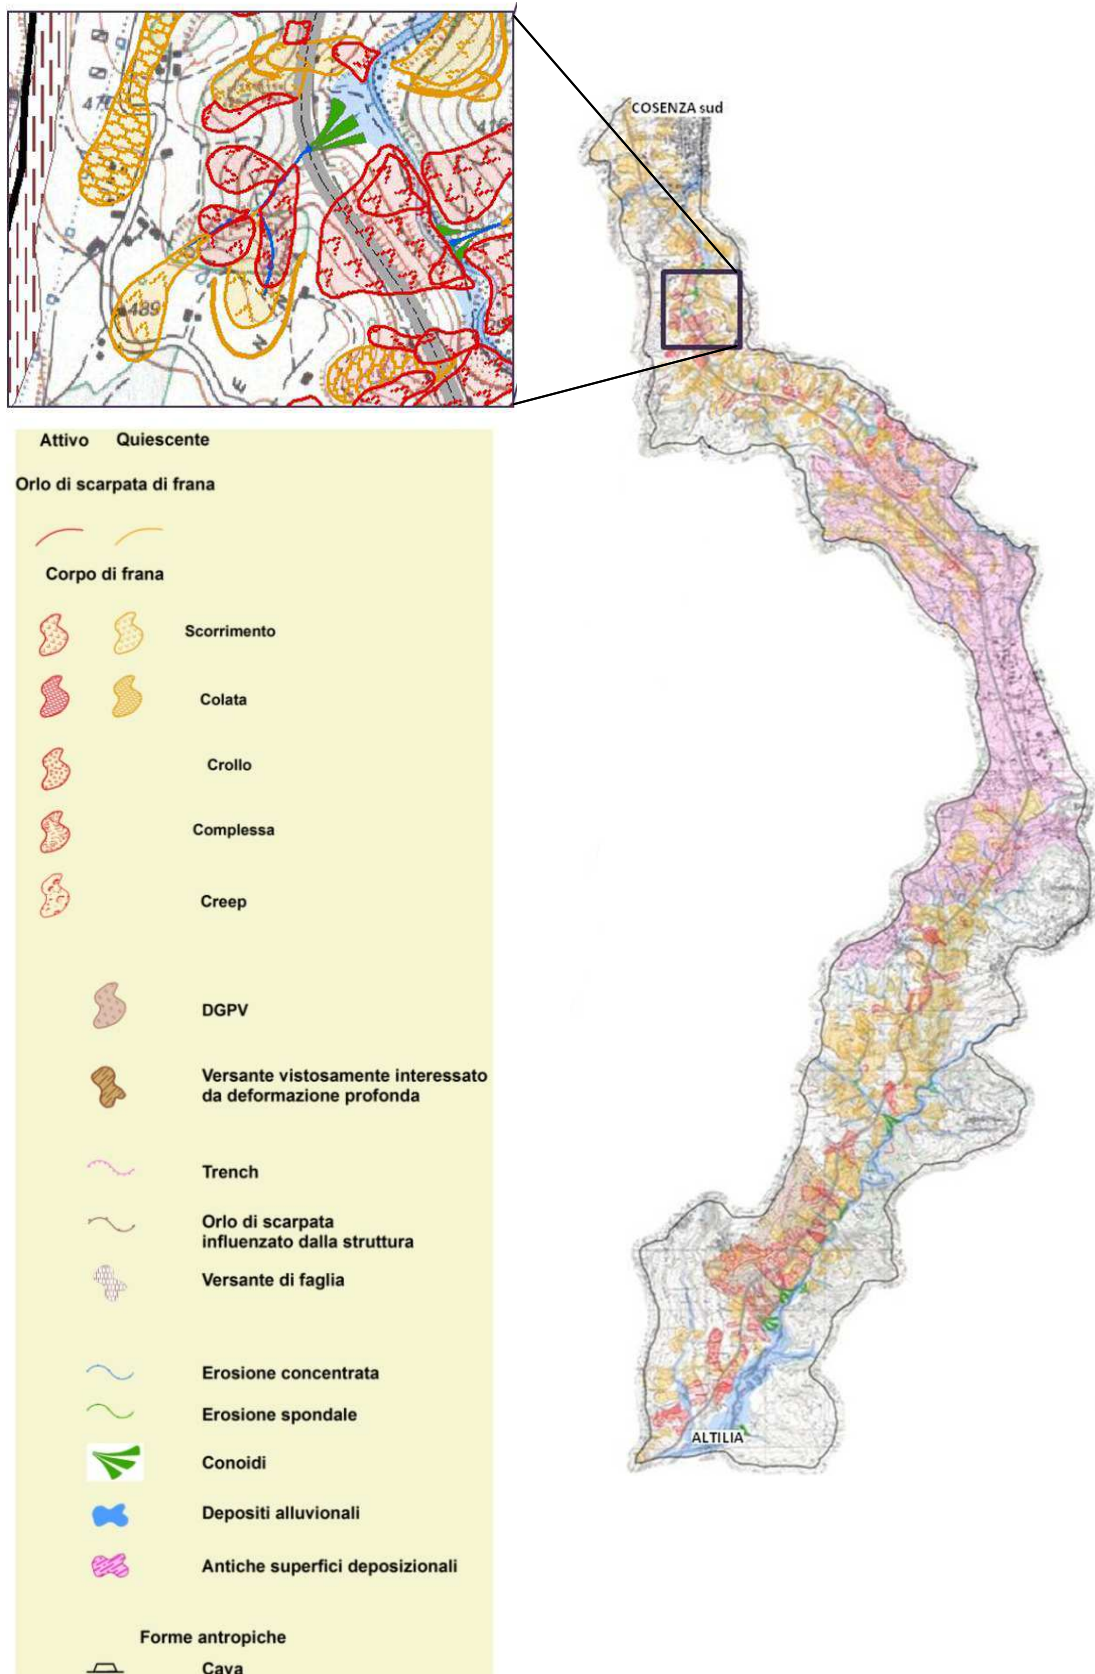 COSENZA sud
489
E N N
Attivo Quiescente
Orlo di scarpata di frana
Corpo di frana
Scorrimento
Colata
Crollo
Complessa
Creep
DGPV
Versante vistosamente interessato
da deformazione profonda
Trench
Orlo di scarpata
influenzato dalla struttura
Versante di faglia
Erosione concentrata
Erosione spondale
Conoidi
Depositi alluvionali
Antiche superfici deposizionali
Forme antropiche
Cava
ALTILIA